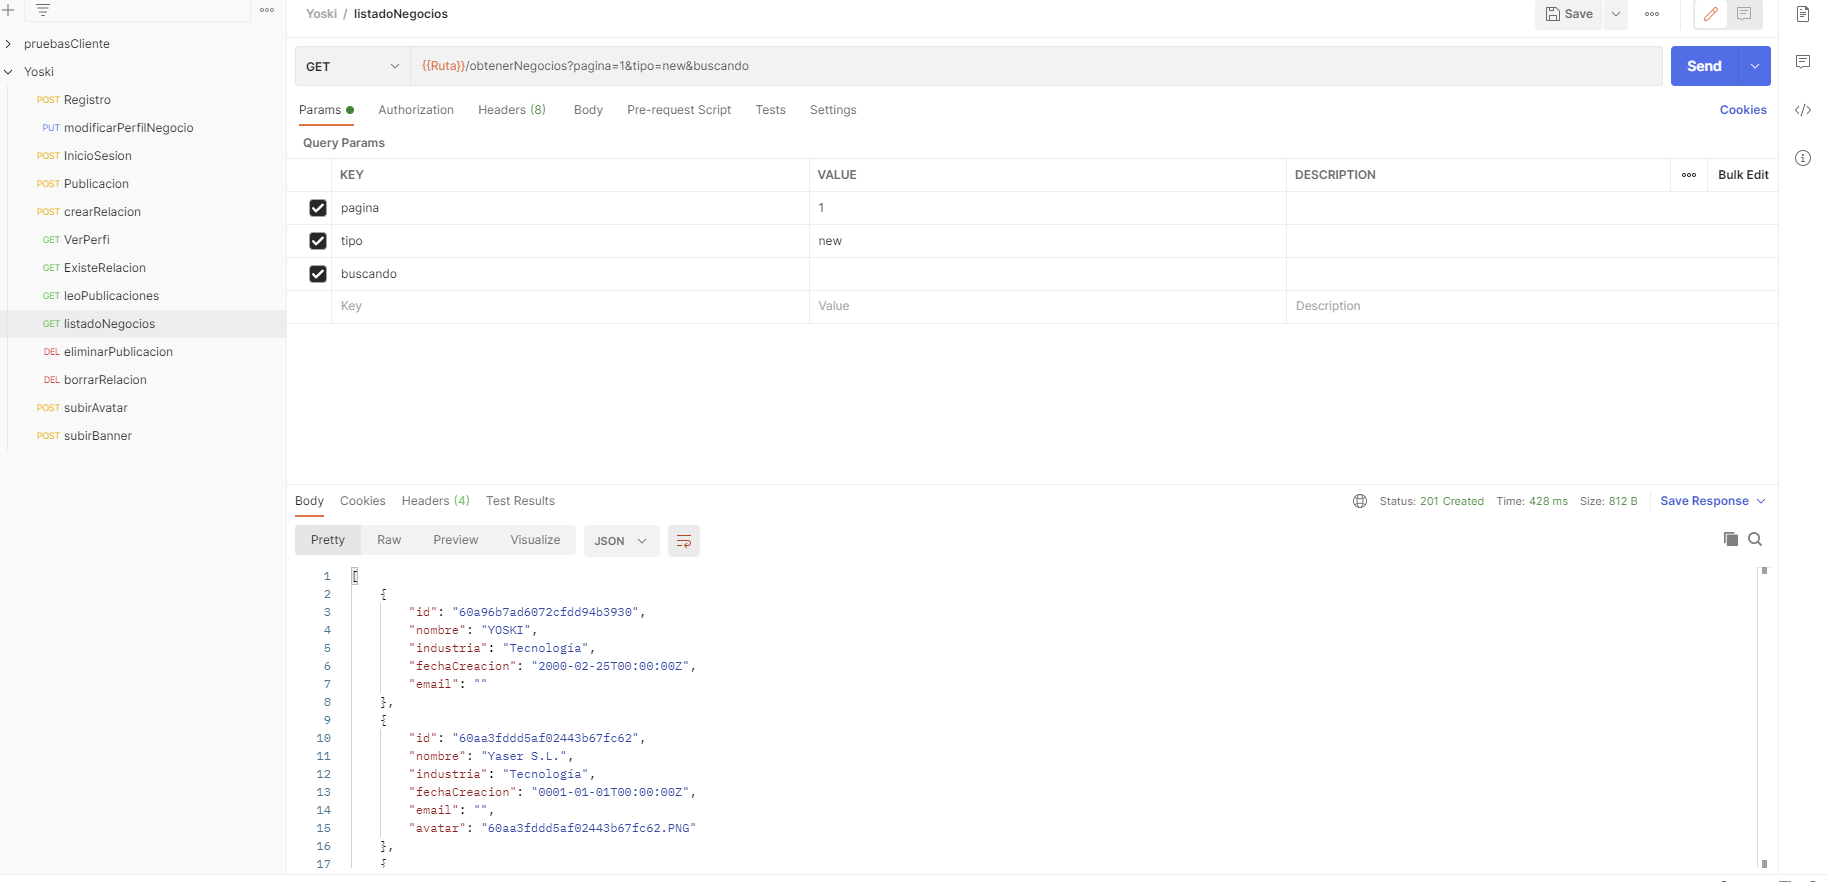 Yoski / listadoNegocios
Save
pruebasCliente
Yoski
POST Registro
PUT modificarPerfilNegocio
POST InicioSesion
POST Publicacion
POST crearRelacion
GET VerPerfi
GET ExisteRelacion
GET leoPublicaciones
GET listadoNegocios
DEL eliminarPublicacion
DEL borrarRelacion
POST subirAvatar
POST subirBanner
GET {{Ruta}}/obtenerNegocios?pagina=1&tipo=new&buscando Send
Params Authorization Headers (8) Body Pre-request Script Tests Settings Cookies
Query Params
KEY VALUE DESCRIPTION Bulk Edit
pagina 1
tipo new
buscando
Key Value Description
Body Cookies Headers (4) Test Results Status: 201 Created Time: 428 ms Size: 812 B Save Response
Pretty Raw Preview Visualize JSON
1 [
2 {
3 "id": "60a96b7ad6072cfdd94b3930",
4 "nombre": "YOSKI",
5 "industria": "Tecnología",
6 "fechaCreacion": "2000-02-25T00:00:00Z",
7 "email": ""
8 },
9 {
10 "id": "60aa3fddd5af02443b67fc62",
11 "nombre": "Yaser S.L.",
12 "industria": "Tecnología",
13 "fechaCreacion": "0001-01-01T00:00:00Z",
14 "email": "",
15 "avatar": "60aa3fddd5af02443b67fc62.PNG"
16 },
17 {